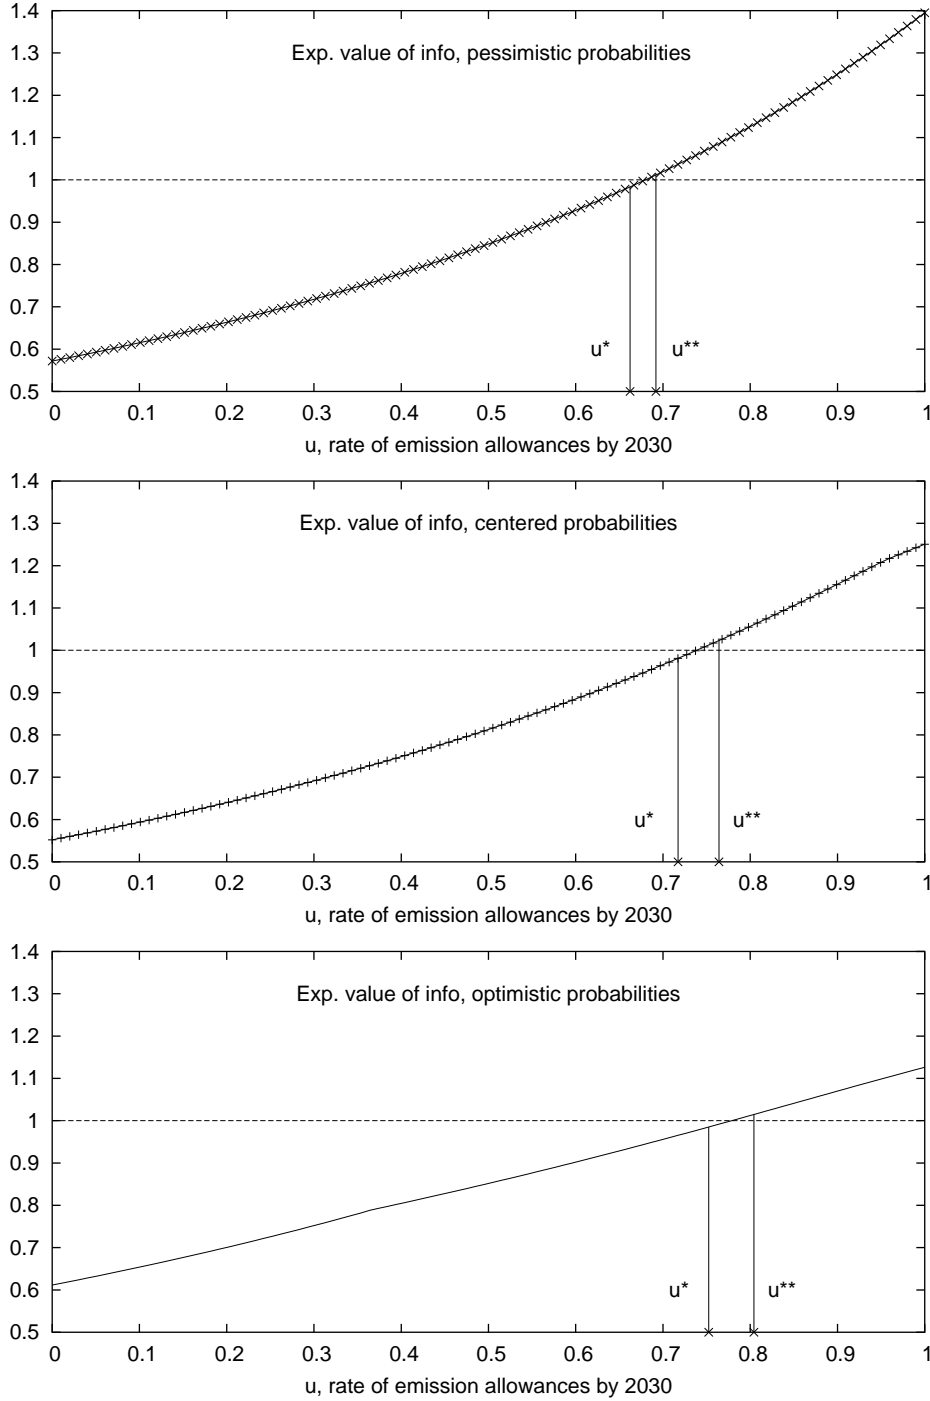 1.4
Exp. value of info, pessimistic probabilities
1.3
1.2
1.1
1
0.9
0.8
0.7
0.6
u* u**
0.5
0 0.1 0.2 0.3 0.4 0.5 0.6 0.7 0.8 0.9 1
u, rate of emission allowances by 2030
1.4
Exp. value of info, centered probabilities
1.3
1.2
1.1
1
0.9
0.8
0.7
0.6
u* u**
0.5
0 0.1 0.2 0.3 0.4 0.5 0.6 0.7 0.8 0.9 1
u, rate of emission allowances by 2030
1.4
Exp. value of info, optimistic probabilities
1.3
1.2
1.1
1
0.9
0.8
0.7
0.6
u* u**
0.5
0 0.1 0.2 0.3 0.4 0.5 0.6 0.7 0.8 0.9 1
u, rate of emission allowances by 2030